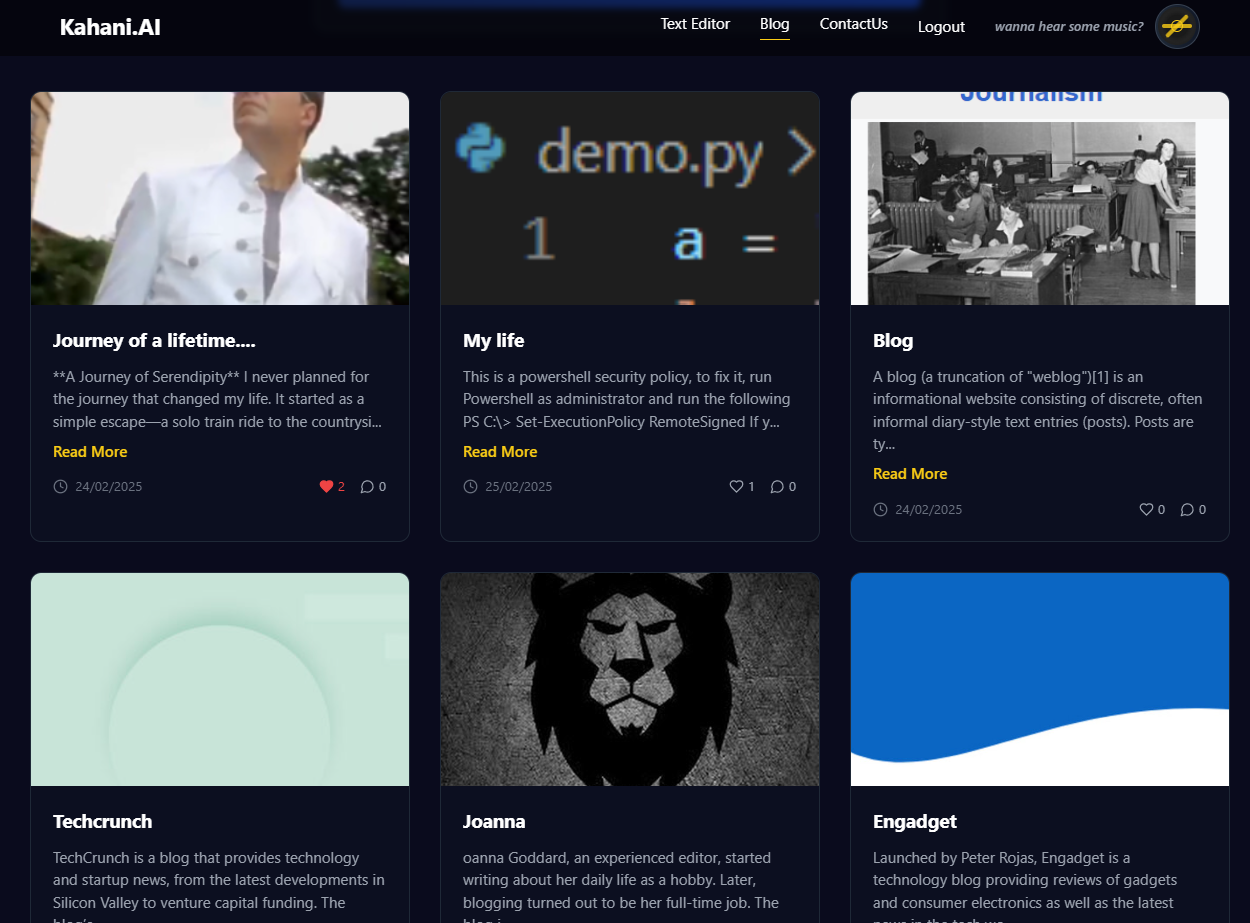 Kahani.AI
Text Editor Blog ContactUs Logout wanna hear some music?
demo.py >
1 a =
Journalism
Journey of a lifetime....
**A Journey of Serendipity** I never planned for
the journey that changed my life. It started as a
simple escape—a solo train ride to the countrysi...
Read More
24/02/2025 2 0
My life
This is a powershell security policy, to fix it, run
Powershell as administrator and run the following
PS C:\> Set-ExecutionPolicy RemoteSigned If y...
Read More
25/02/2025 1 0
Blog
A blog (a truncation of "weblog")[1] is an
informational website consisting of discrete, often
informal diary-style text entries (posts). Posts are
ty...
Read More
24/02/2025 0 0
Techcrunch
TechCrunch is a blog that provides technology
and startup news, from the latest developments in
Silicon Valley to venture capital funding. The
blog's
Joanna
oanna Goddard, an experienced editor, started
writing about her daily life as a hobby. Later,
blogging turned out to be her full-time job. The
blog i...
Engadget
Launched by Peter Rojas, Engadget is a
technology blog providing reviews of gadgets
and consumer electronics as well as the latest
news in the tech wo...